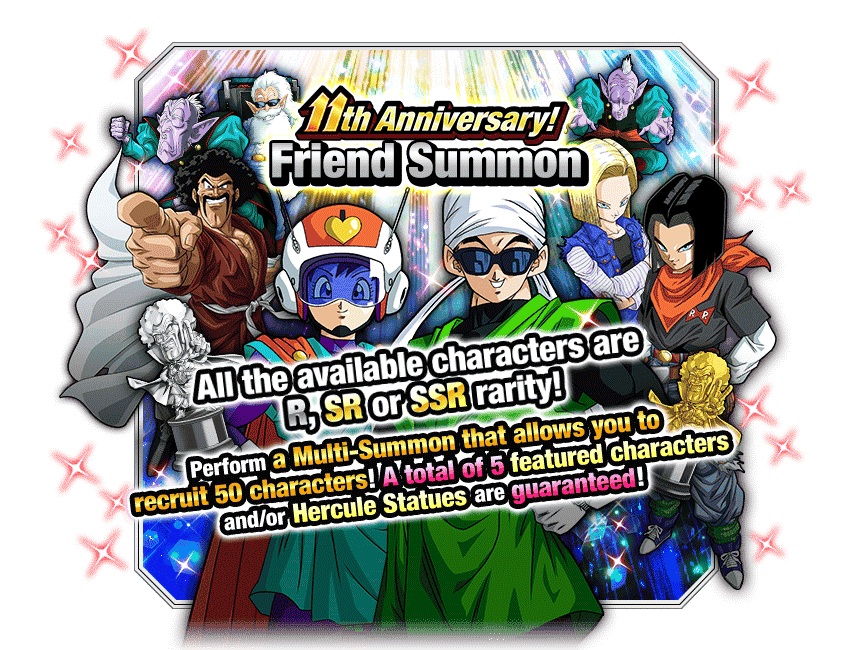 11th Anniversary!
Friend Summon
All the available characters are
R, SR or SSR rarity!
Perform a Multi-Summon that allows you to
recruit 50 characters! A total of 5 featured characters
and/or Hercule Statues are guaranteed!
R R